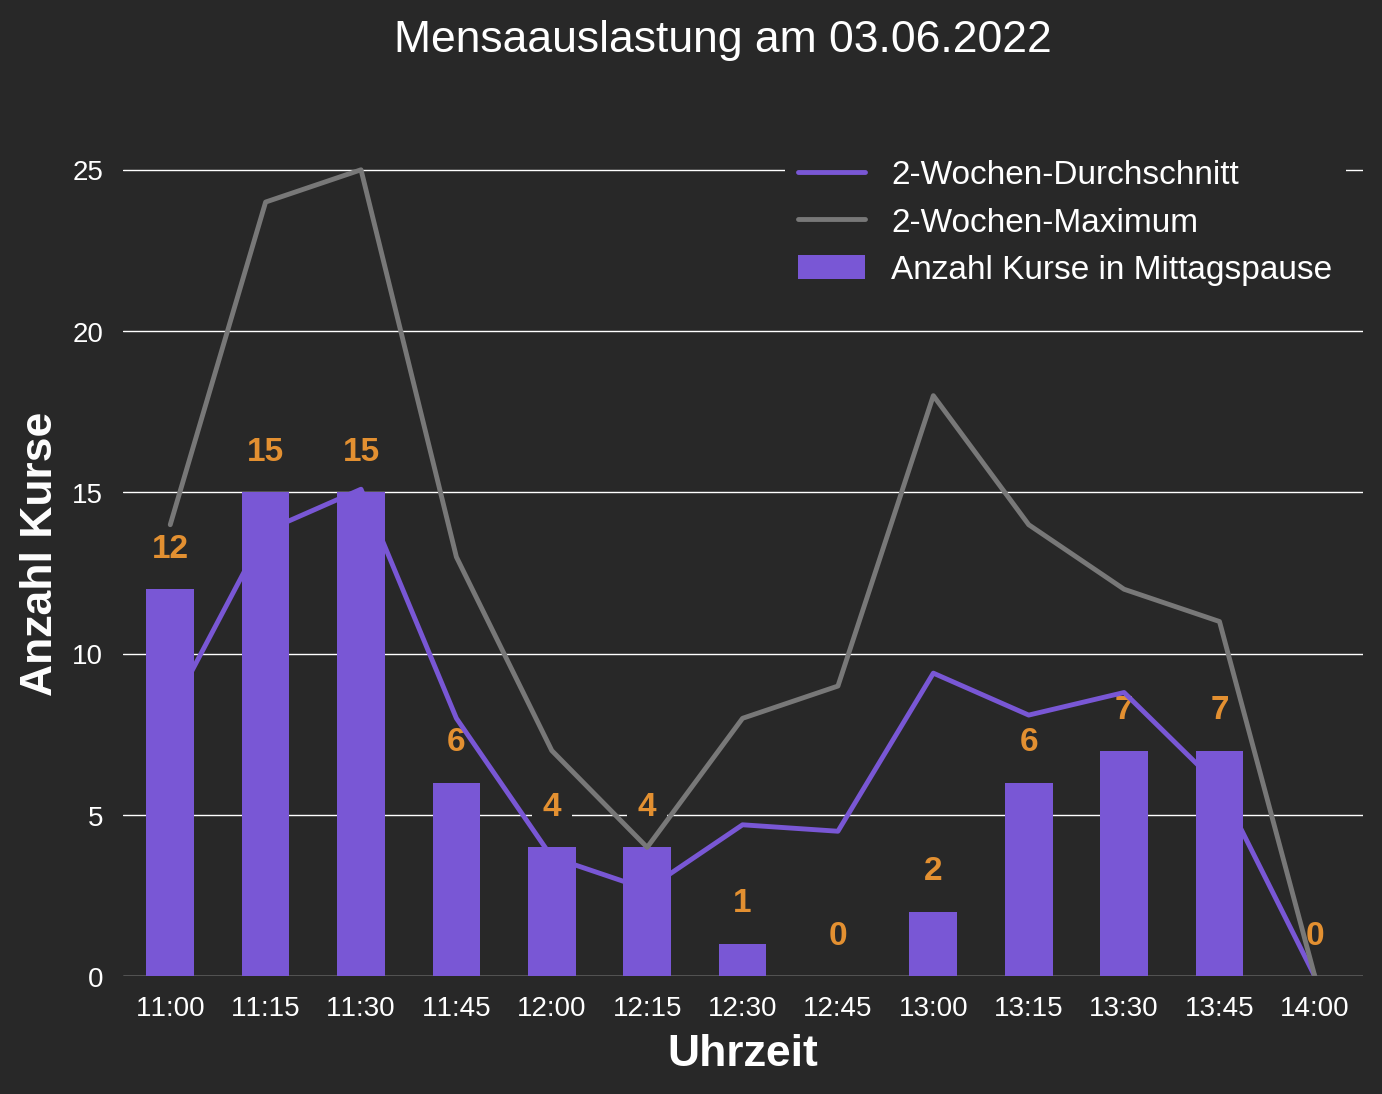 Mensaauslastung am 03.06.2022
2-Wochen-Durchschnitt
2-Wochen-Maximum
Anzahl Kurse in Mittagspause
Anzahl Kurse
25
20
15
10
5
0
12
15
15
6
4
4
1
0
2
6
7
7
0
11:00 11:15 11:30 11:45 12:00 12:15 12:30 12:45 13:00 13:15 13:30 13:45 14:00
Uhrzeit